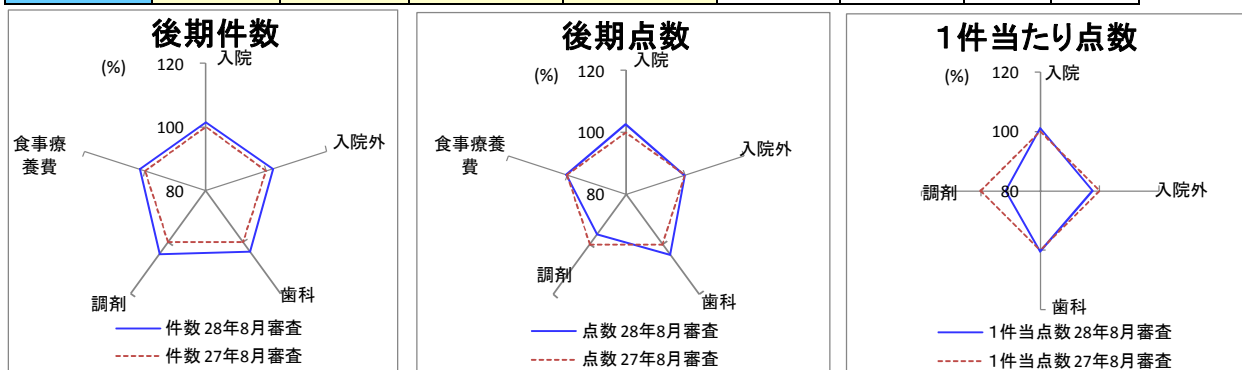 後期件数
(%)
120
入院
100
80
入院外
食事療
養費
調剤
歯科
件数 28年8月審査
件数 27年8月審査
後期点数
(%)
120
入院
100
80
入院外
食事療養
費
調剤
歯科
点数 28年8月審査
点数 27年8月審査
1件当たり点数
(%)
120
入院
100
80
調剤
入院外
歯科
1件当点数 28年8月審査
1件当点数 27年8月審査